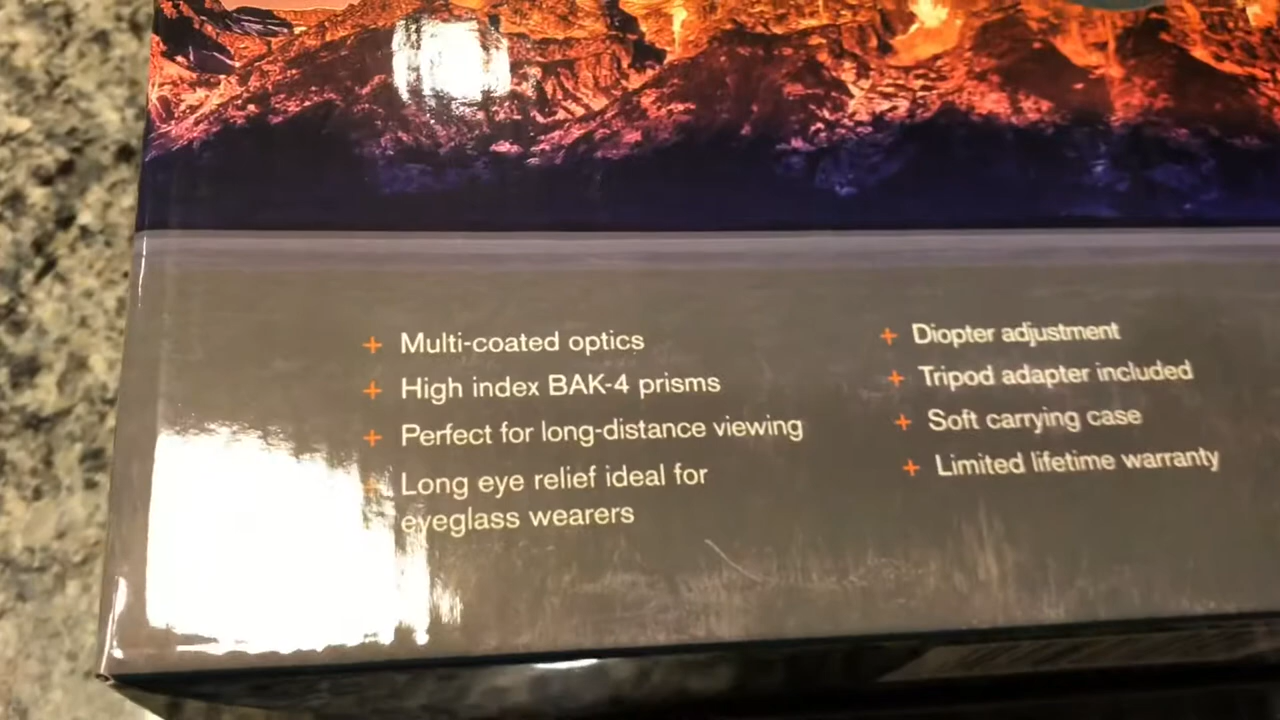 + Multi-coated optics
+ High index BAK-4 prisms
+ Perfect for long-distance viewing
+ Long eye relief ideal for
eyeglass wearers
+ Diopter adjustment
+ Tripod adapter included
+ Soft carrying case
+ Limited lifetime warranty